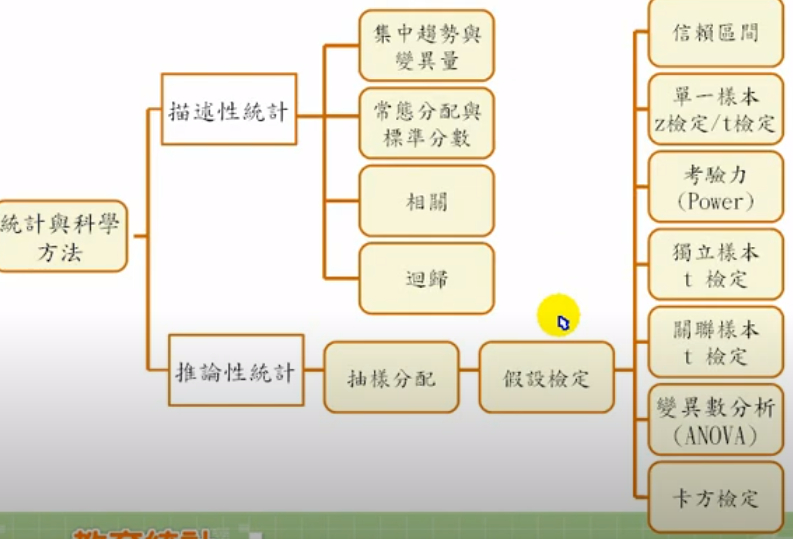 統計與科學
方法
描述性統計
集中趨勢與
變異量
常態分配與
標準分數
相關
迴歸
推論性統計
抽樣分配
假設檢定
信賴區間
單一樣本
z檢定/t檢定
考驗力
(Power)
獨立樣本
t 檢定
關聯樣本
t 檢定
變異數分析
(ANOVA)
卡方檢定